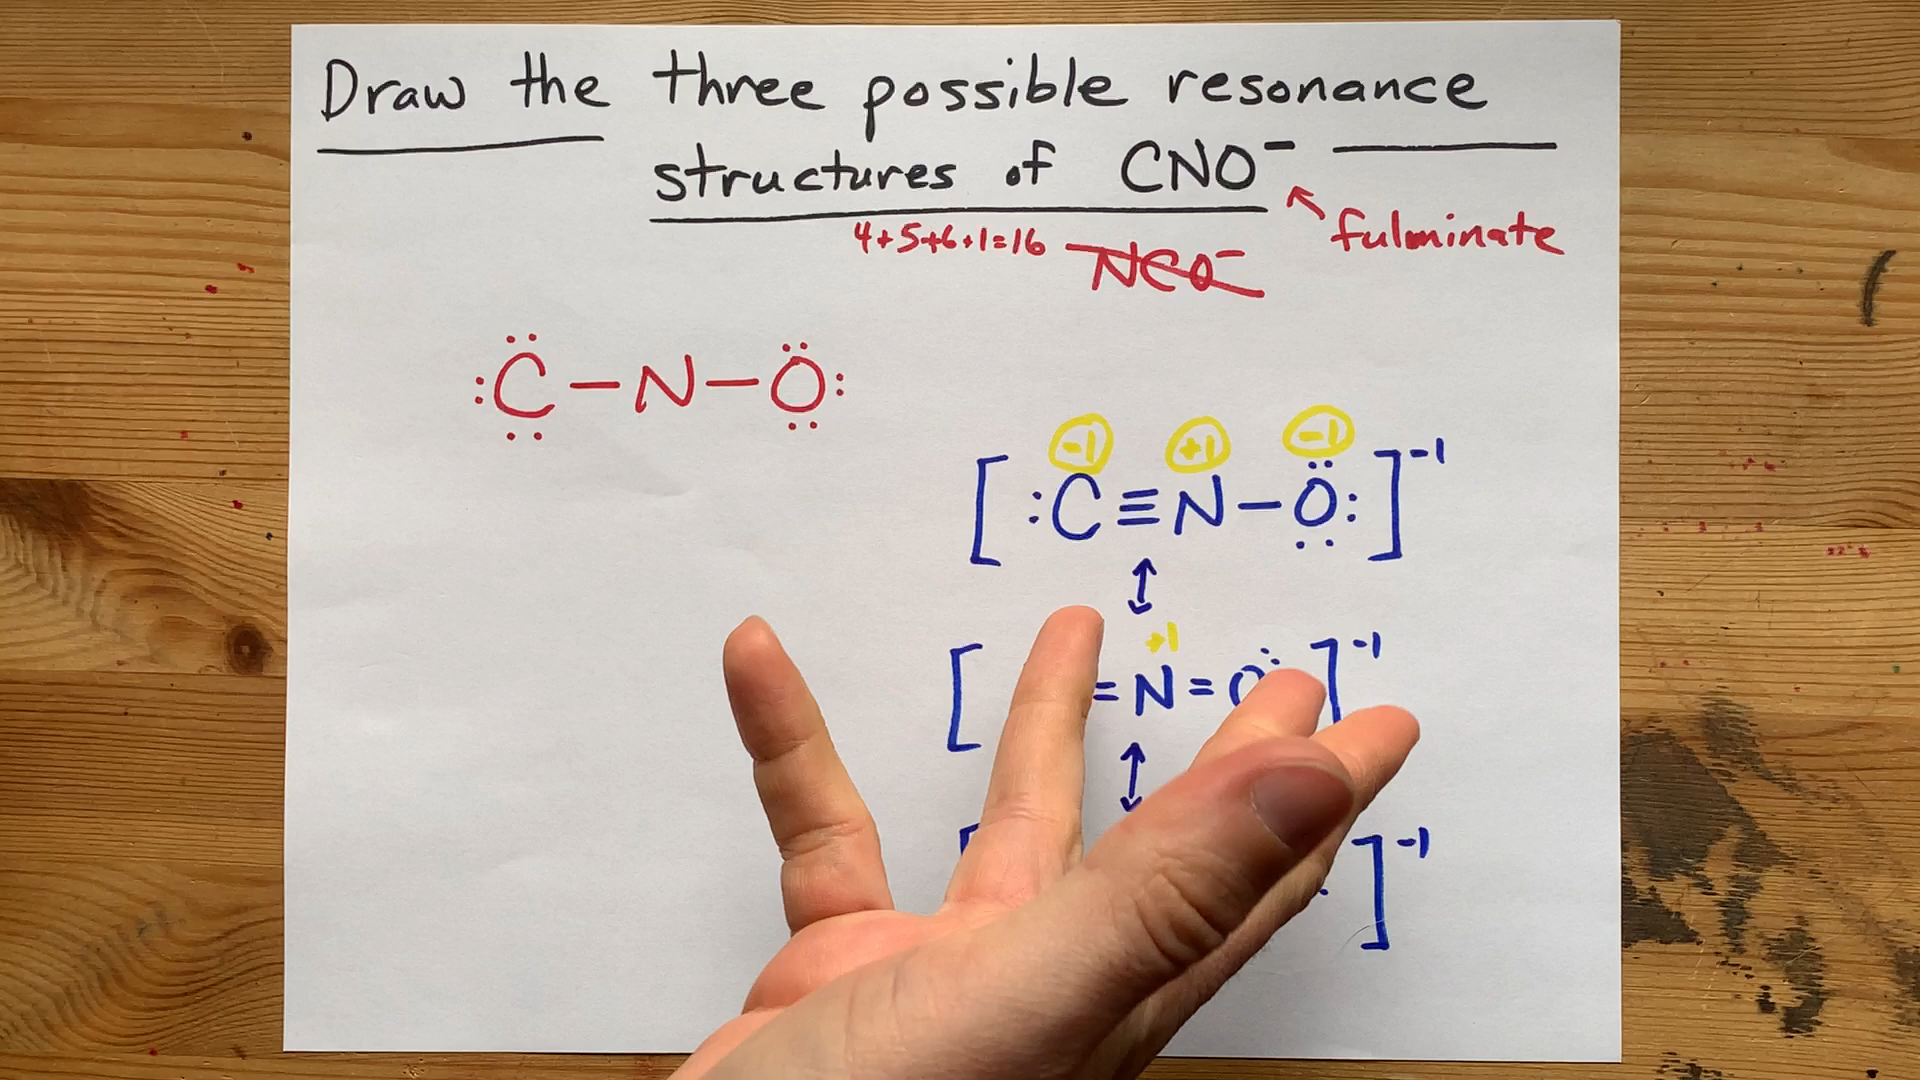 Draw the three possible resonance
structures of CNO⁻
4+5+6+1=16 NCO⁻ fulminate
:C̈-N-Ö:
-1 +1 -1
[:C≡N-Ö:]⁻¹
↕
+1
[ =N=O ]⁻¹
↕
[ ]⁻¹